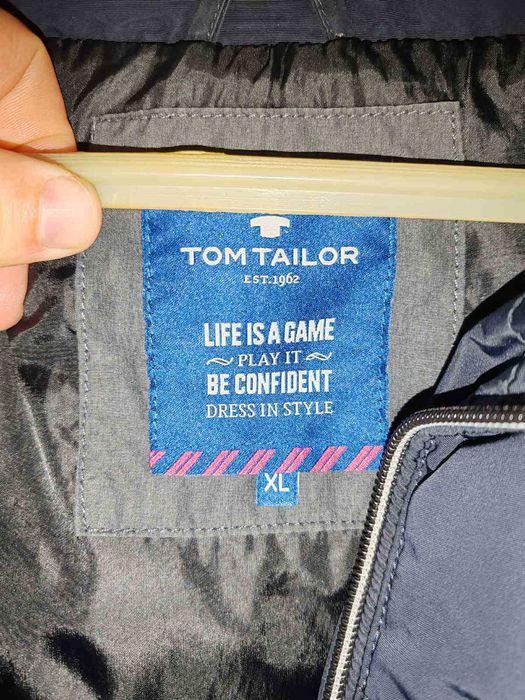 TOM TAILOR
EST.1962
LIFE IS A GAME
PLAY IT
BE CONFIDENT
DRESS IN STYLE
XL